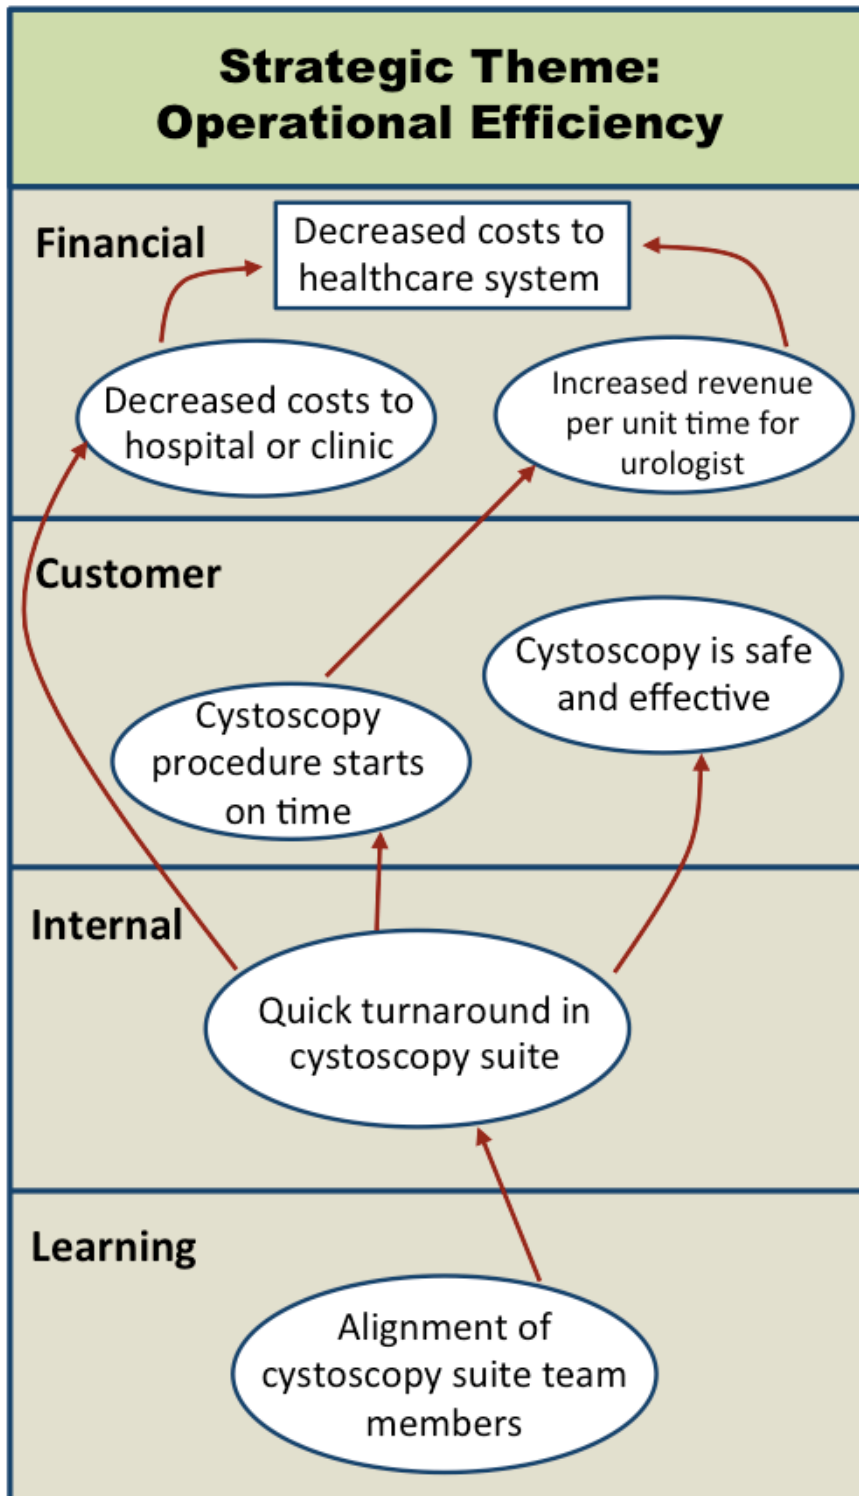 Strategic Theme:
Operational Efficiency
Financial
Decreased costs to
healthcare system
Decreased costs to
hospital or clinic
Increased revenue
per unit time for
urologist
Customer
Cystoscopy is safe
and effective
Cystoscopy
procedure starts
on time
Internal
Quick turnaround in
cystoscopy suite
Learning
Alignment of
cystoscopy suite team
members